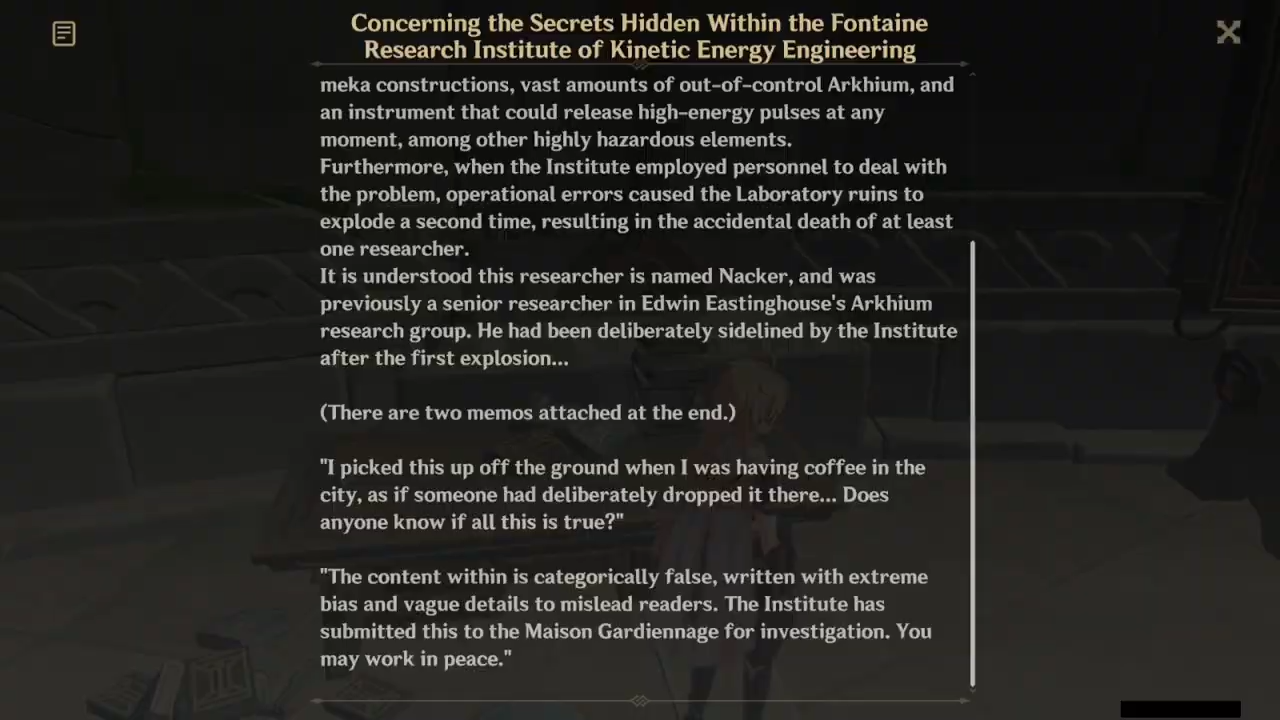 Concerning the Secrets Hidden Within the Fontaine
Research Institute of Kinetic Energy Engineering
meka constructions, vast amounts of out-of-control Arkhium, and
an instrument that could release high-energy pulses at any
moment, among other highly hazardous elements.
Furthermore, when the Institute employed personnel to deal with
the problem, operational errors caused the Laboratory ruins to
explode a second time, resulting in the accidental death of at least
one researcher.
It is understood this researcher is named Nacker, and was
previously a senior researcher in Edwin Eastinghouse's Arkhium
research group. He had been deliberately sidelined by the Institute
after the first explosion...
(There are two memos attached at the end.)
"I picked this up off the ground when I was having coffee in the
city, as if someone had deliberately dropped it there... Does
anyone know if all this is true?"
"The content within is categorically false, written with extreme
bias and vague details to mislead readers. The Institute has
submitted this to the Maison Gardiennage for investigation. You
may work in peace."